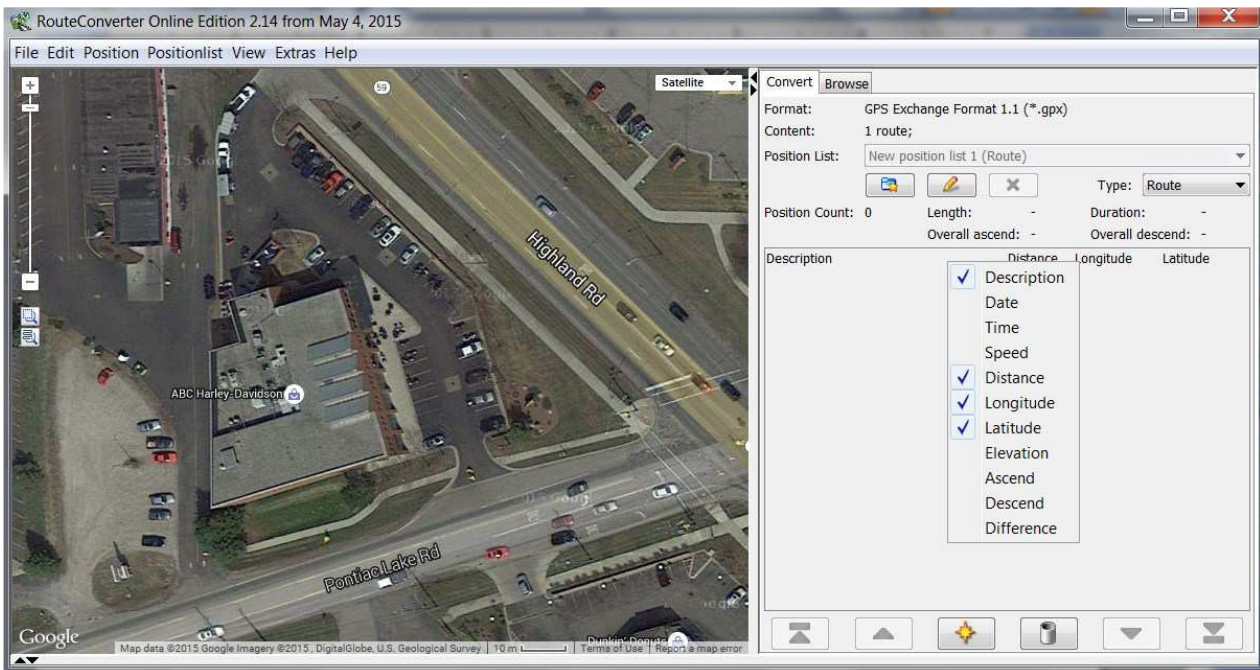 RouteConverter Online Edition 2.14 from May 4, 2015
File Edit Position Positionlist View Extras Help
Satellite
59
2015 Google
Highland Rd
ABC Harley-Davidson
Pontiac Lake Rd
Dunkin' Donuts
Google
Map data ©2015 Google Imagery ©2015 , DigitalGlobe, U.S. Geological Survey 10 m Terms of Use Report a map error
Convert Browse
Format: GPS Exchange Format 1.1 (*.gpx)
Content: 1 route;
Position List: New position list 1 (Route)
Type: Route
Position Count: 0 Length: - Duration: -
Overall ascend: - Overall descend: -
Description Distance Longitude Latitude
Description
Date
Time
Speed
Distance
Longitude
Latitude
Elevation
Ascend
Descend
Difference